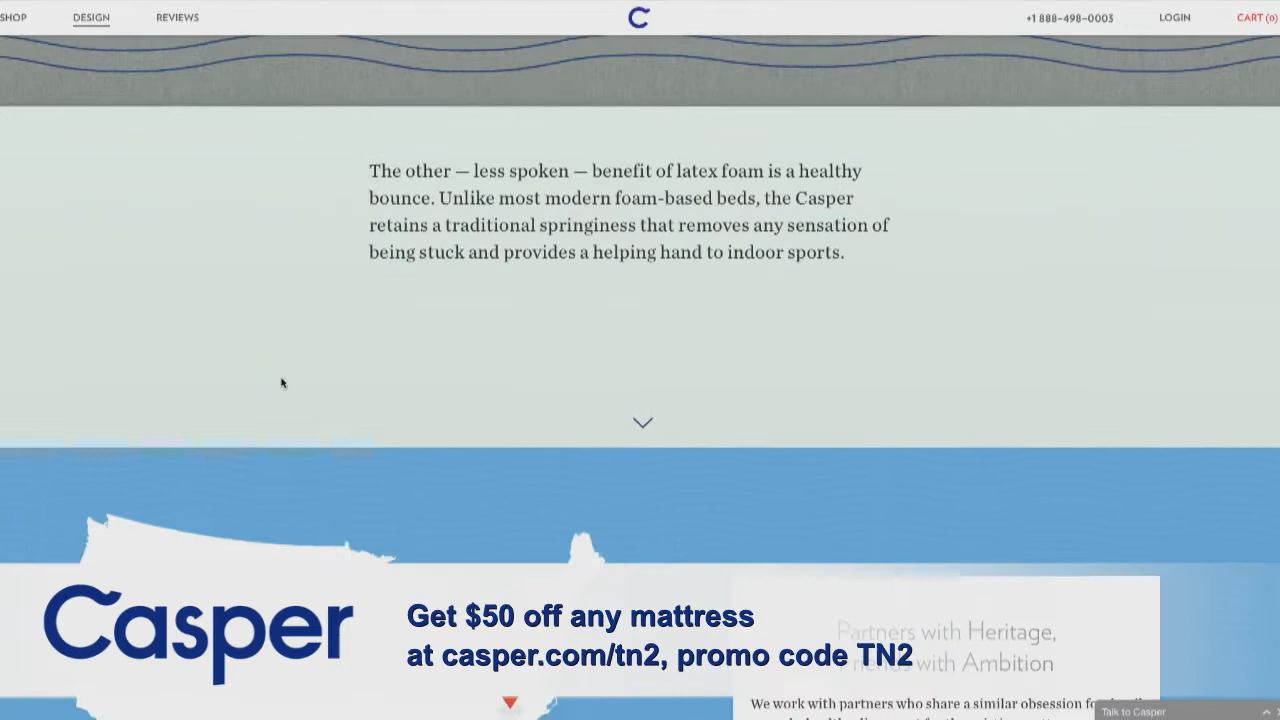 SHOP DESIGN REVIEWS C +1 888-498-0003 LOGIN CART (0)
The other — less spoken — benefit of latex foam is a healthy
bounce. Unlike most modern foam-based beds, the Casper
retains a traditional springiness that removes any sensation of
being stuck and provides a helping hand to indoor sports.
Casper
Get $50 off any mattress
at casper.com/tn2, promo code TN2
Partners with Heritage,
with Ambition
We work with partners who share a similar obsession
Talk to Casper